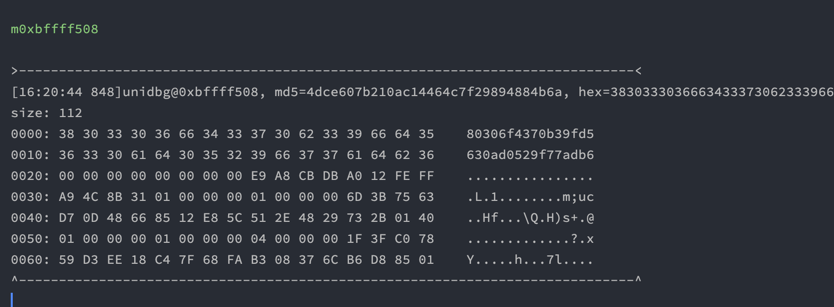 m0xbffff508
>-----------------------------------------------------------------------------<
[16:20:44 848]unidbg@0xbffff508, md5=4dce607b210ac14464c7f29894884b6a, hex=383033303666343337306233396
size: 112
0000: 38 30 33 30 36 66 34 33 37 30 62 33 39 66 64 35    80306f4370b39fd5
0010: 36 33 30 61 64 30 35 32 39 66 37 37 61 64 62 36    630ad0529f77adb6
0020: 00 00 00 00 00 00 00 00 E9 A8 CB DB A0 12 FE FF    ................
0030: A9 4C 8B 31 01 00 00 00 01 00 00 00 6D 3B 75 63    .L.1........m;uc
0040: D7 0D 48 66 85 12 E8 5C 51 2E 48 29 73 2B 01 40    ..Hf...\Q.H)s+.@
0050: 01 00 00 00 01 00 00 00 04 00 00 00 1F 3F C0 78    .............?.x
0060: 59 D3 EE 18 C4 7F 68 FA B3 08 37 6C B6 D8 85 01    Y.....h...7l....
^-----------------------------------------------------------------------------^